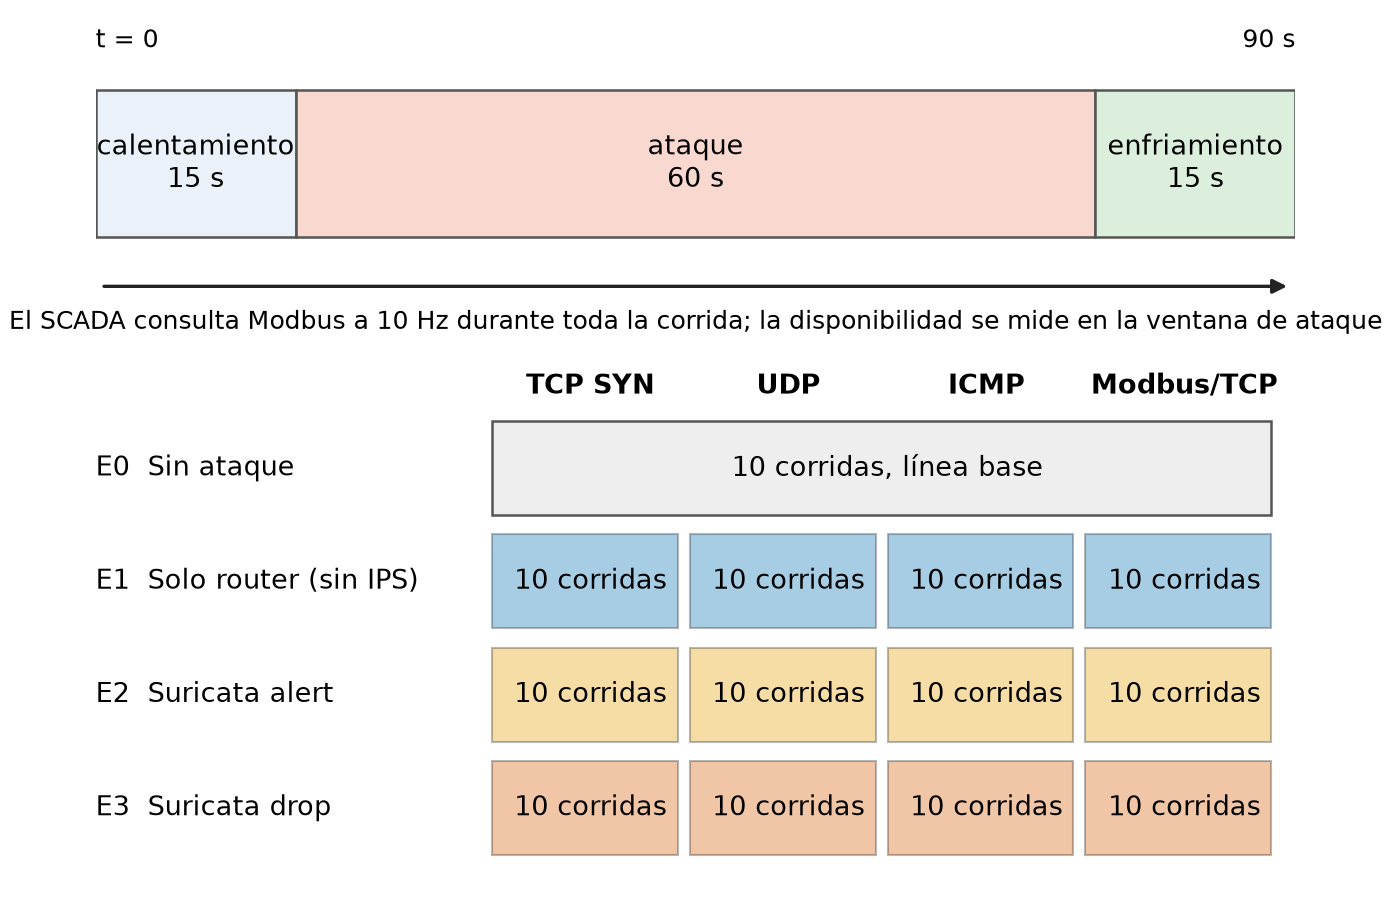 t = 0
90 s
calentamiento
15 s
ataque
60 s
enfriamiento
15 s
El SCADA consulta Modbus a 10 Hz durante toda la corrida; la disponibilidad se mide en la ventana de ataque
TCP SYN UDP ICMP Modbus/TCP
E0 Sin ataque 10 corridas, línea base
E1 Solo router (sin IPS) 10 corridas 10 corridas 10 corridas 10 corridas
E2 Suricata alert 10 corridas 10 corridas 10 corridas 10 corridas
E3 Suricata drop 10 corridas 10 corridas 10 corridas 10 corridas